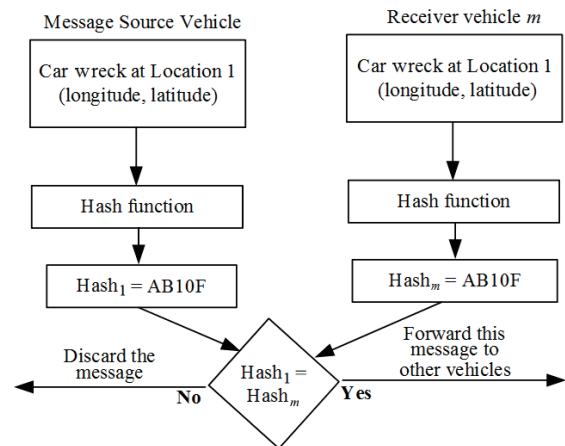 Message Source Vehicle
Receiver vehicle m
Car wreck at Location 1
(longitude, latitude)
Car wreck at Location 1
(longitude, latitude)
Hash function
Hash function
Hash₁ = AB10F
Hashₘ = AB10F
Discard the
message
Forward this
message to
other vehicles
Hash₁ =
Hashₘ
No
Yes